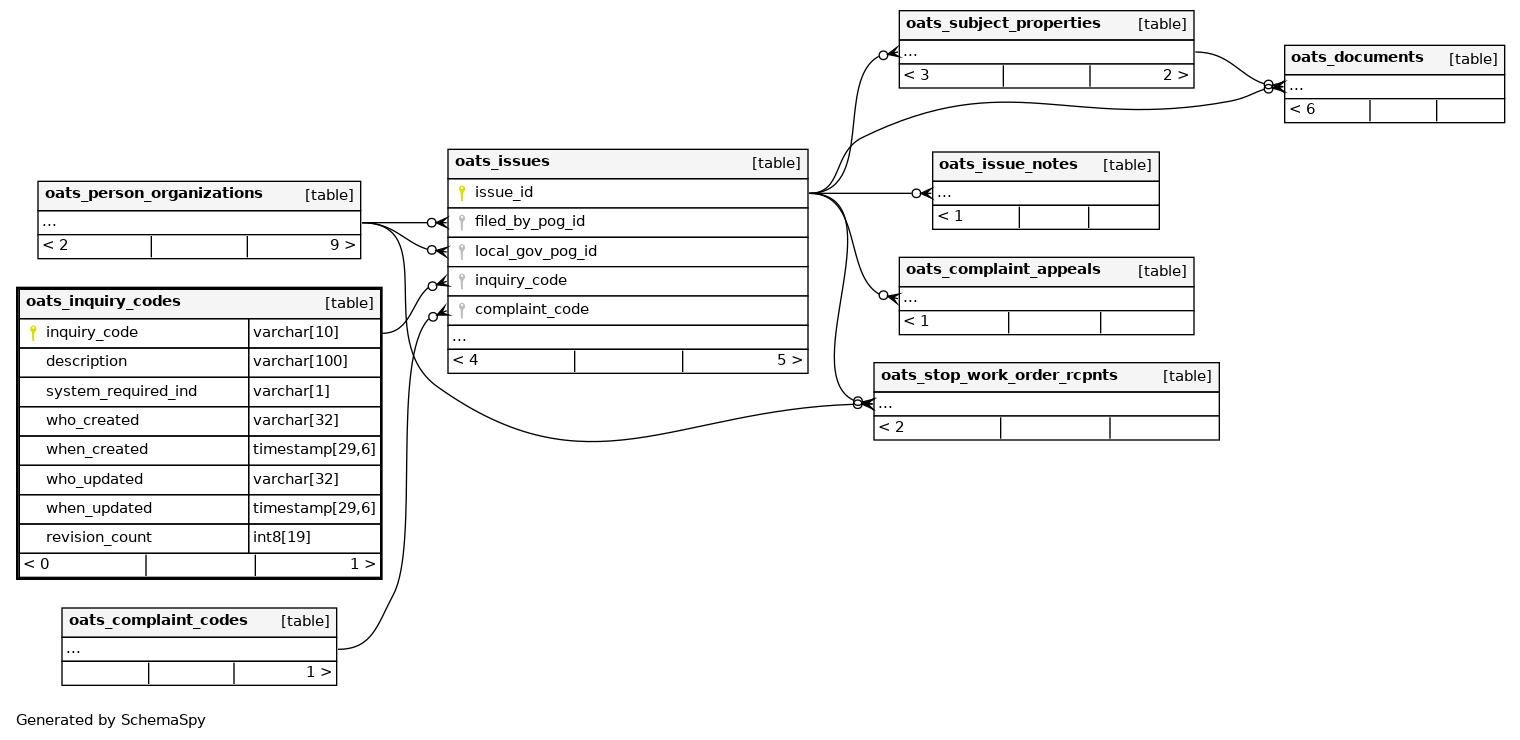 oats_subject_properties [table]
...
< 3 2 >
oats_documents [table]
...
< 6
oats_issues [table]
issue_id
filed_by_pog_id
local_gov_pog_id
inquiry_code
complaint_code
...
< 4 5 >
oats_issue_notes [table]
...
< 1
oats_person_organizations [table]
...
< 2 9 >
oats_complaint_appeals [table]
...
< 1
oats_inquiry_codes [table]
inquiry_code varchar[10]
description varchar[100]
system_required_ind varchar[1]
who_created varchar[32]
when_created timestamp[29,6]
who_updated varchar[32]
when_updated timestamp[29,6]
revision_count int8[19]
< 0 1 >
oats_stop_work_order_rcpnts [table]
...
< 2
oats_complaint_codes [table]
...
1 >
Generated by SchemaSpy